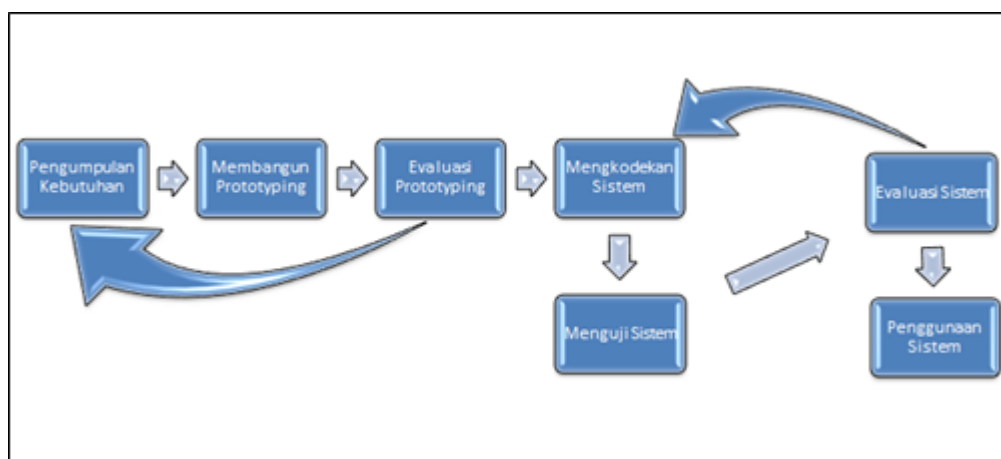 Pengumpulan
Kebutuhan
Membangun
Prototyping
Evaluasi
Prototyping
Mengkodekan
Sistem
Menguji Sistem
Evaluasi Sistem
Penggunaan
Sistem